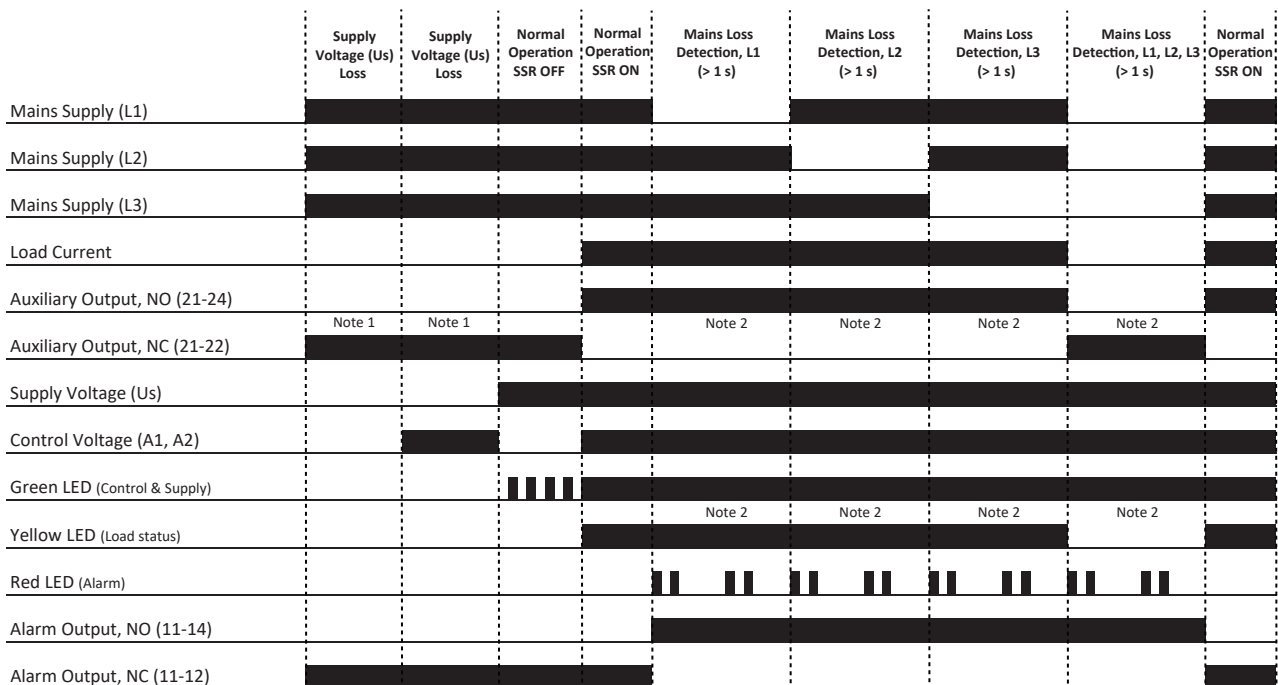 Supply
Voltage (Us)
Loss
Supply
Voltage (Us)
Loss
Normal
Operation
SSR OFF
Normal
Operation
SSR ON
Mains Loss
Detection, L1
(> 1 s)
Mains Loss
Detection, L2
(> 1 s)
Mains Loss
Detection, L3
(> 1 s)
Mains Loss
Detection, L1, L2, L3
(> 1 s)
Normal
Operation
SSR ON
Mains Supply (L1)
Mains Supply (L2)
Mains Supply (L3)
Load Current
Auxiliary Output, NO (21-24)
Note 1 Note 1 Note 2 Note 2 Note 2 Note 2
Auxiliary Output, NC (21-22)
Supply Voltage (Us)
Control Voltage (A1, A2)
Green LED (Control & Supply)
Note 2 Note 2 Note 2 Note 2
Yellow LED (Load status)
Red LED (Alarm)
Alarm Output, NO (11-14)
Alarm Output, NC (11-12)